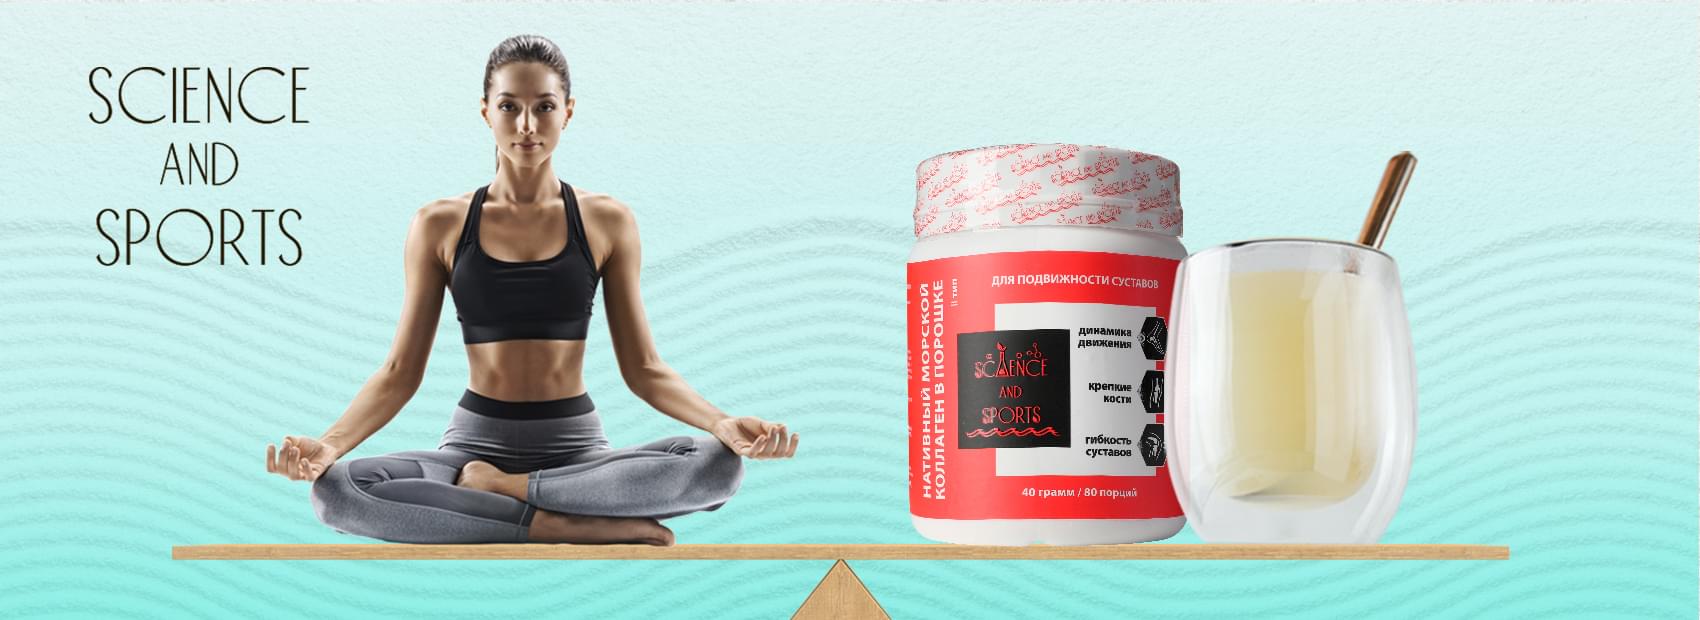 SCIENCE
AND
SPORTS
ДЛЯ ПОДВИЖНОСТИ СУСТАВОВ
НАТИВНЫЙ МОРСКОЙ
КОЛЛАГЕН В ПОРОШКЕ
II ТИП
SCIENCE
AND
SPORTS
динамика
движения
крепкие
кости
гибкость
суставов
40 грамм / 80 порций